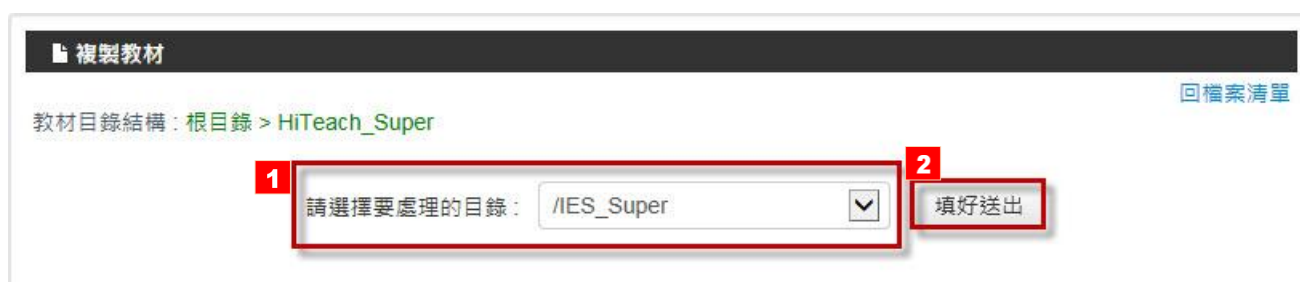 複製教材
回檔案清單
教材目錄結構 : 根目錄 > HiTeach_Super
1
2
請選擇要處理的目錄 : /IES_Super 填好送出